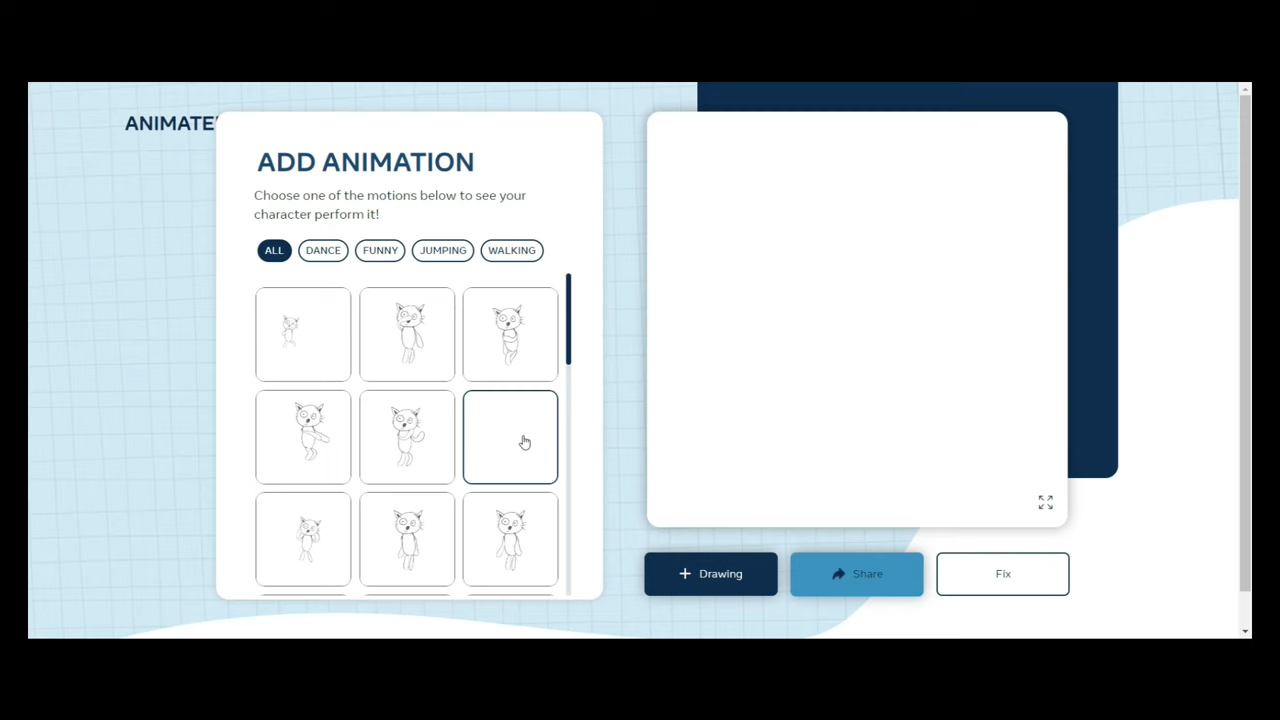 ANIMATE
ADD ANIMATION
Choose one of the motions below to see your
character perform it!
ALL DANCE FUNNY JUMPING WALKING
Drawing Share Fix